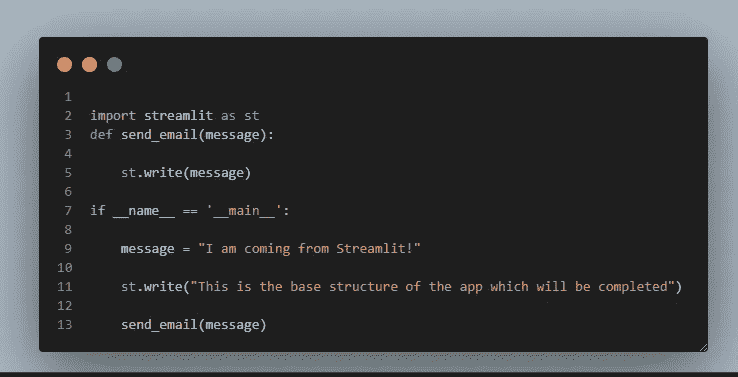 1
2 import streamlit as st
3 def send_email(message):
4
5     st.write(message)
6
7 if __name__ == '__main__':
8
9     message = "I am coming from Streamlit!"
10
11     st.write("This is the base structure of the app which will be completed")
12
13     send_email(message)